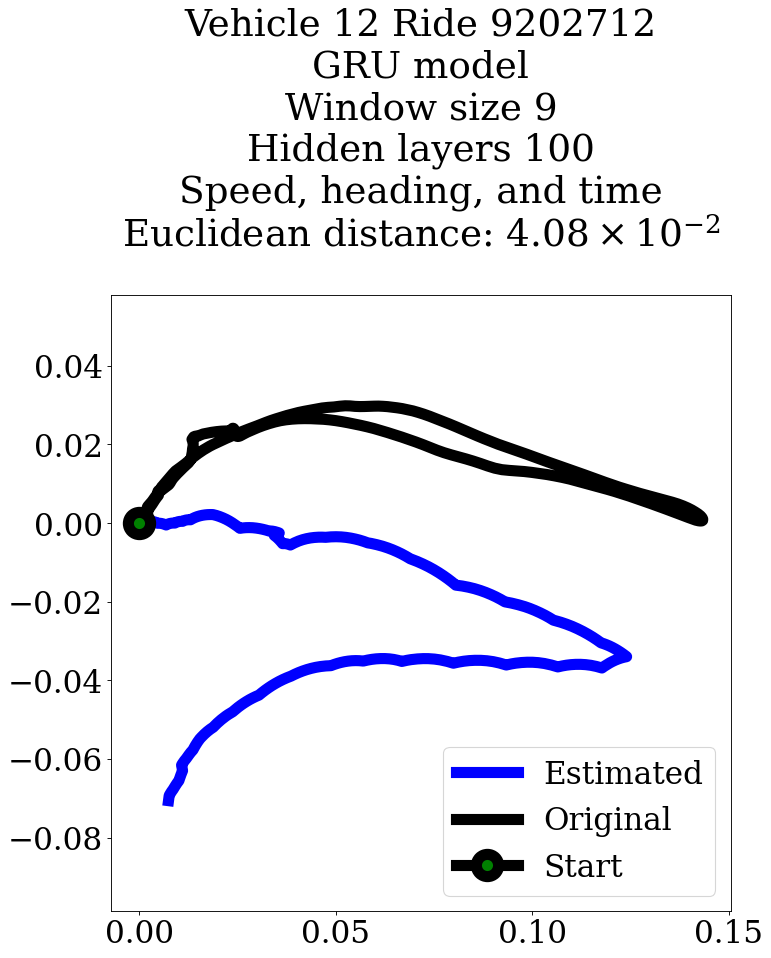 Vehicle 12 Ride 9202712
GRU model
Window size 9
Hidden layers 100
Speed, heading, and time
Euclidean distance: 4.08 × 10⁻²
0.04
0.02
0.00
−0.02
−0.04
−0.06
−0.08
Estimated
Original
Start
0.00 0.05 0.10 0.15